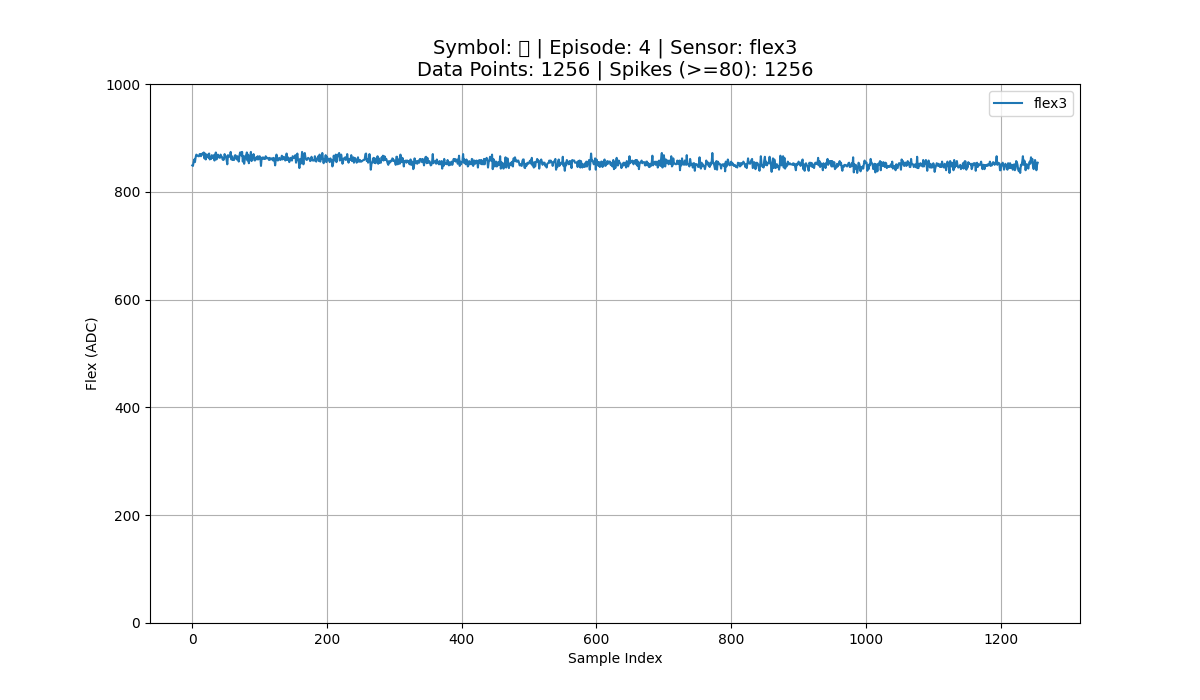 Symbol: | Episode: 4 | Sensor: flex3
Data Points: 1256 | Spikes (>=80): 1256
1000
flex3
800
600
Flex (ADC)
400
200
0
0 200 400 600 800 1000 1200
Sample Index